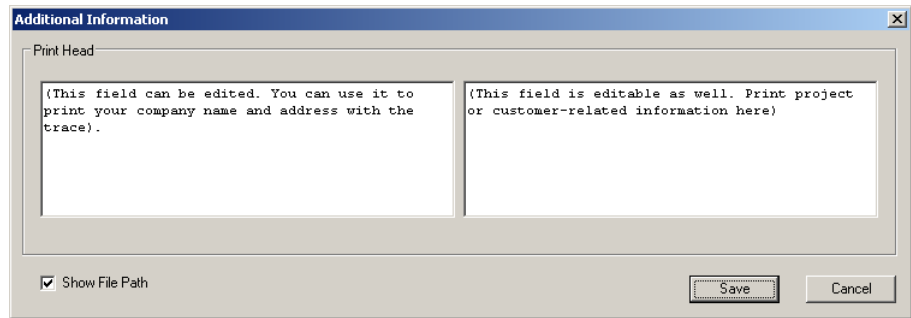 Additional Information
Print Head
(This field can be edited. You can use it to
print your company name and address with the
trace).
(This field is editable as well. Print project
or customer-related information here)
Show File Path
Save
Cancel